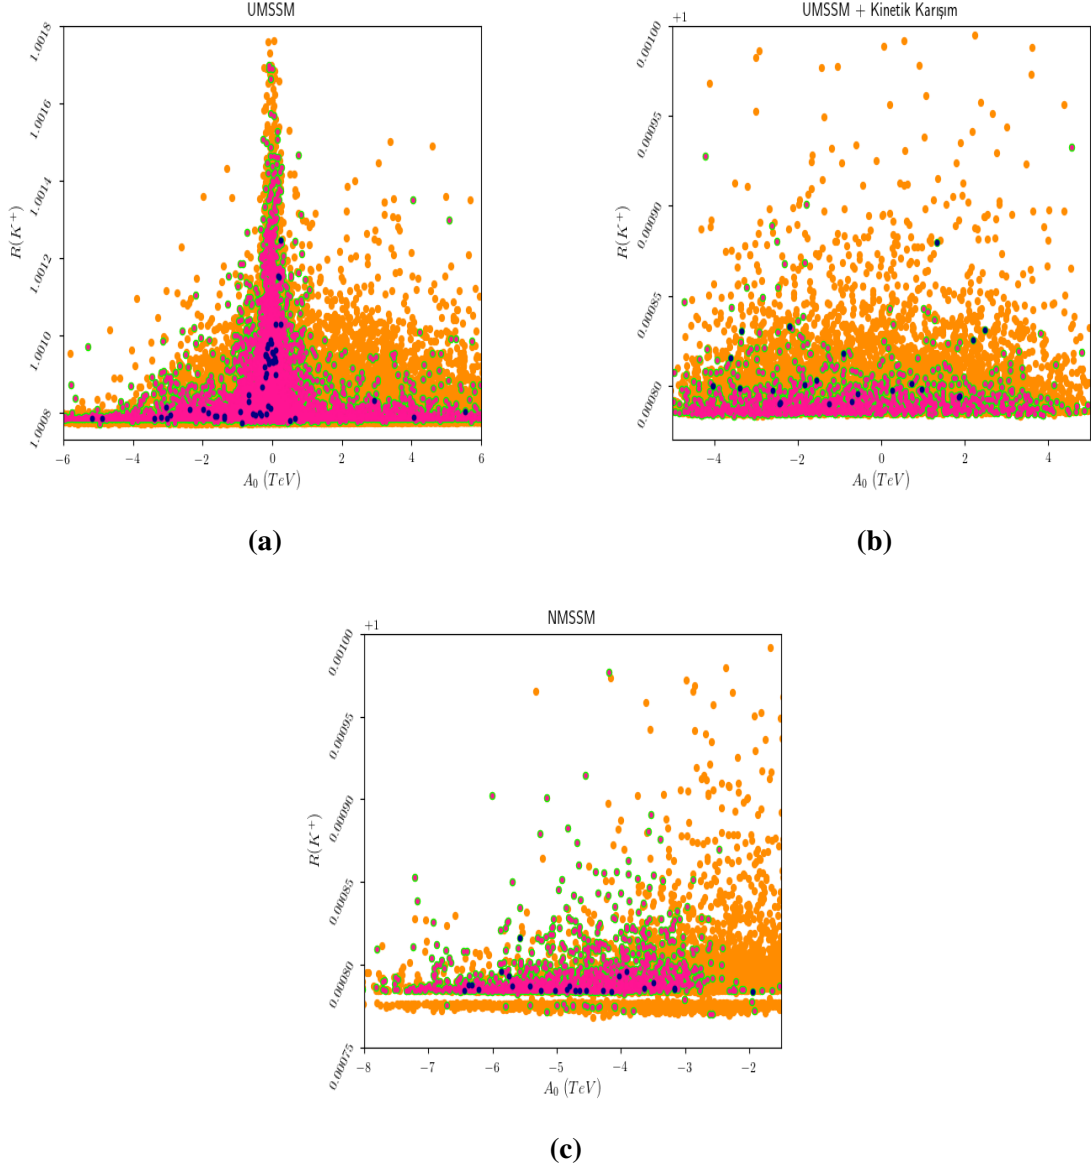 UMSSM
R(K⁺)
1.0018
1.0016
1.0014
1.0012
1.0010
1.0008
−6 −4 −2 0 2 4 6
A₀ (TeV)
(a)
UMSSM + Kinetik Karışım
+1
R(K⁺)
0.00100
0.00095
0.00090
0.00085
0.00080
−4 −2 0 2 4
A₀ (TeV)
(b)
NMSSM
+1
R(K⁺)
0.00100
0.00095
0.00090
0.00085
0.00080
0.00075
−8 −7 −6 −5 −4 −3 −2
A₀ (TeV)
(c)